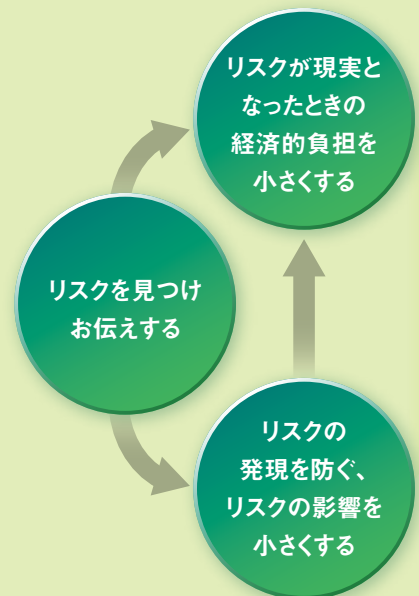 リスクが現実と
なったときの
経済的負担を
小さくする
リスクを見つけ
お伝えする
リスクの
発現を防ぐ、
リスクの影響を
小さくする